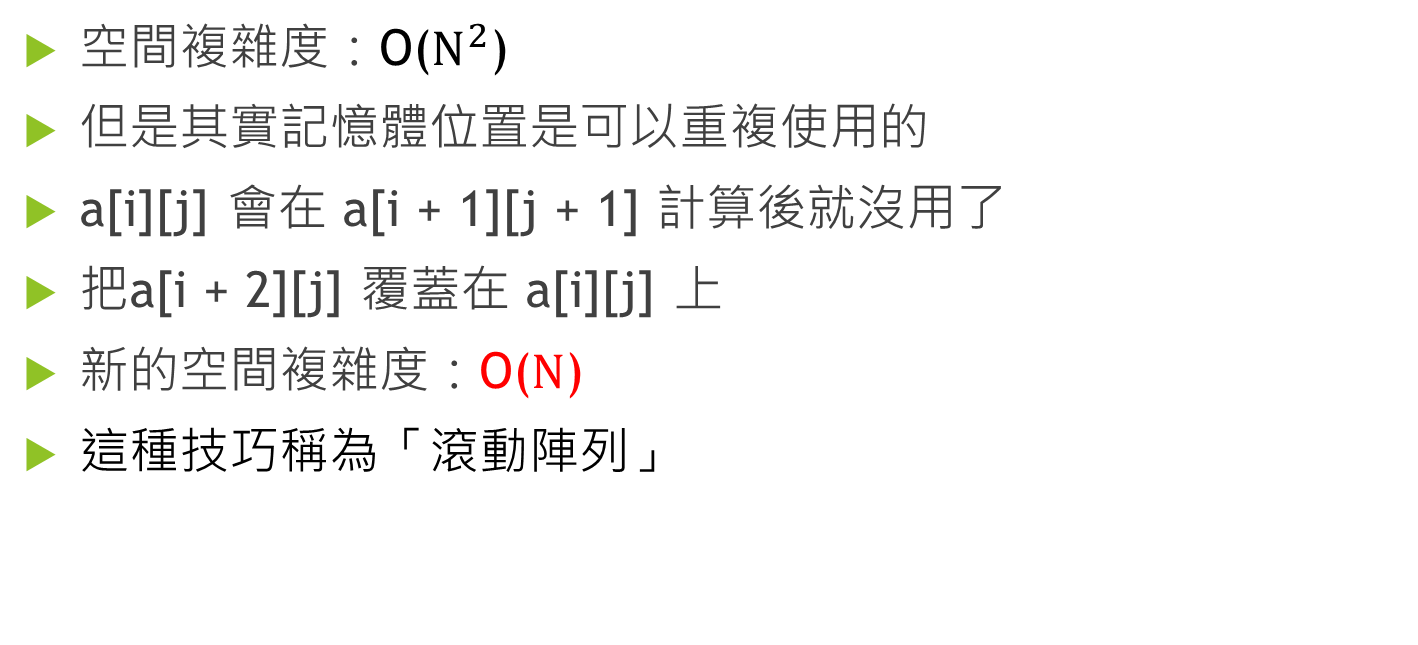 空間複雜度：O(N²)
但是其實記憶體位置是可以重複使用的
a[i][j] 會在 a[i + 1][j + 1] 計算後就沒用了
把a[i + 2][j] 覆蓋在 a[i][j] 上
新的空間複雜度：O(N)
這種技巧稱為「滾動陣列」